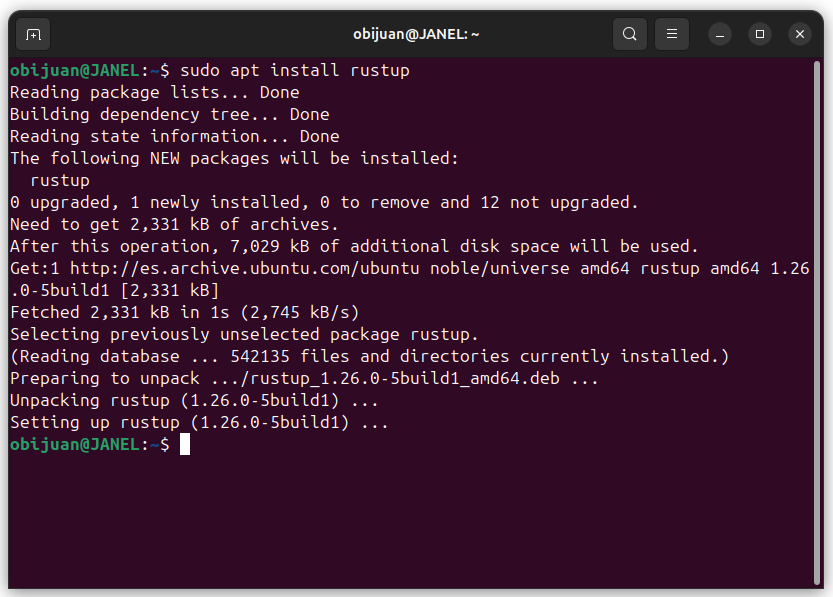 obijuan@JANEL: ~
obijuan@JANEL:~$ sudo apt install rustup
Reading package lists... Done
Building dependency tree... Done
Reading state information... Done
The following NEW packages will be installed:
  rustup
0 upgraded, 1 newly installed, 0 to remove and 12 not upgraded.
Need to get 2,331 kB of archives.
After this operation, 7,029 kB of additional disk space will be used.
Get:1 http://es.archive.ubuntu.com/ubuntu noble/universe amd64 rustup amd64 1.26
.0-5build1 [2,331 kB]
Fetched 2,331 kB in 1s (2,745 kB/s)
Selecting previously unselected package rustup.
(Reading database ... 542135 files and directories currently installed.)
Preparing to unpack .../rustup_1.26.0-5build1_amd64.deb ...
Unpacking rustup (1.26.0-5build1) ...
Setting up rustup (1.26.0-5build1) ...
obijuan@JANEL:~$